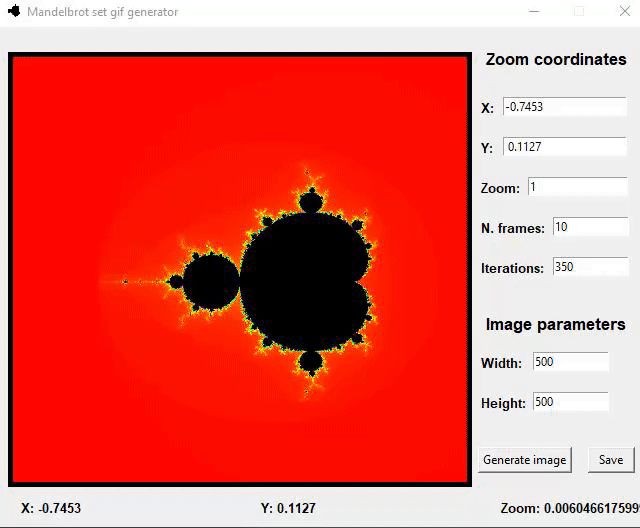 Mandelbrot set gif generator
Zoom coordinates
X: -0.7453
Y: 0.1127
Zoom: 1
N. frames: 10
Iterations: 350
Image parameters
Width: 500
Height: 500
Generate image Save
X: -0.7453 Y: 0.1127 Zoom: 0.006046617599